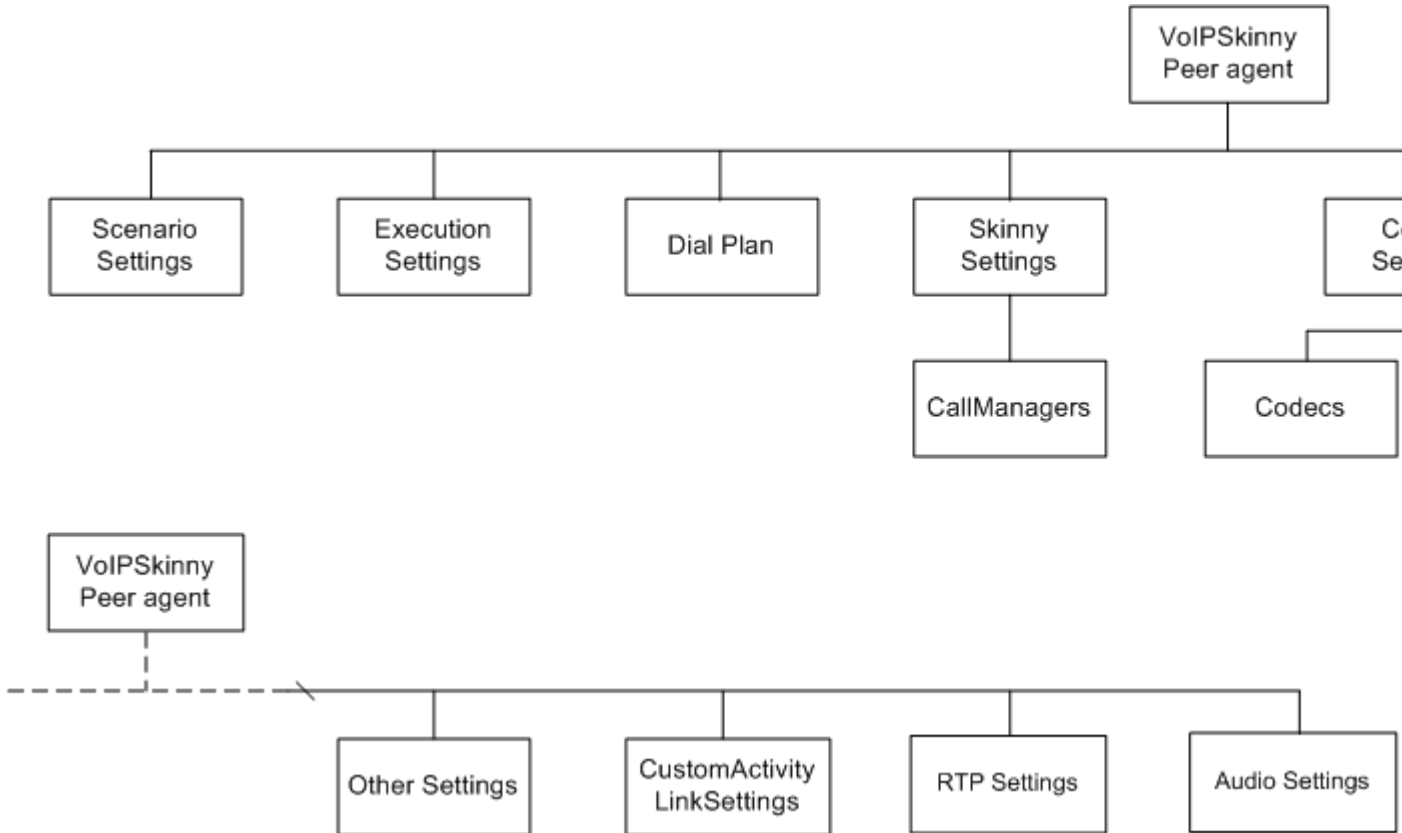 VoIPSkinny
Peer agent
Scenario
Settings
Execution
Settings
Dial Plan
Skinny
Settings
CallManagers
Codecs
VoIPSkinny
Peer agent
Other Settings
CustomActivity
LinkSettings
RTP Settings
Audio Settings